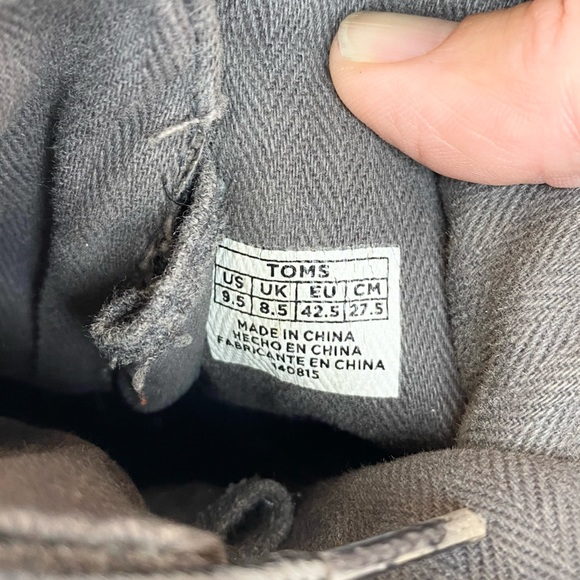 TOMS
US UK EU CM
9.5 8.5 42.5 27.5
MADE IN CHINA
HECHO EN CHINA
FABRICANTE EN CHINA
140815